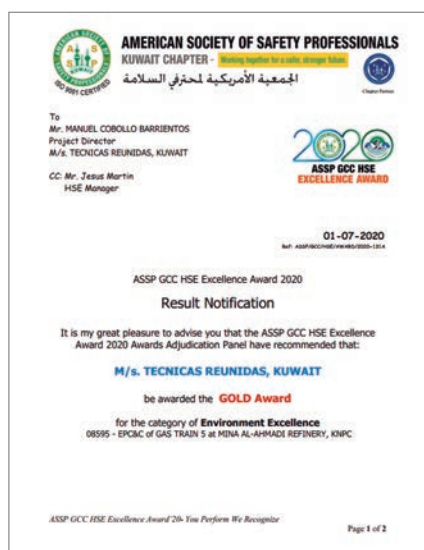 AMERICAN SOCIETY OF SAFETY PROFESSIONALS
KUWAIT CHAPTER - Working together for a safer, stronger future.
الجمعية الأمريكية لمحترفي السلامة
ISO 9001 CERTIFIED
Chapter Partner
To
Mr. MANUEL COBOLLO BARRIENTOS
Project Director
M/s. TECNICAS REUNIDAS, KUWAIT
CC: Mr. Jesus Martin
HSE Manager
2020
ASSP GCC HSE
EXCELLENCE AWARD
01-07-2020
ASSP GCC HSE Excellence Award 2020
Result Notification
It is my great pleasure to advise you that the ASSP GCC HSE Excellence
Award 2020 Awards Adjudication Panel have recommended that:
M/s. TECNICAS REUNIDAS, KUWAIT
be awarded the GOLD Award
for the category of Environment Excellence
08595 - EPC&C of GAS TRAIN 5 at MINA AL-AHMADI REFINERY, KNPC
ASSP GCC HSE Excellence Award'20- You Perform We Recognize
Page 1 of 2